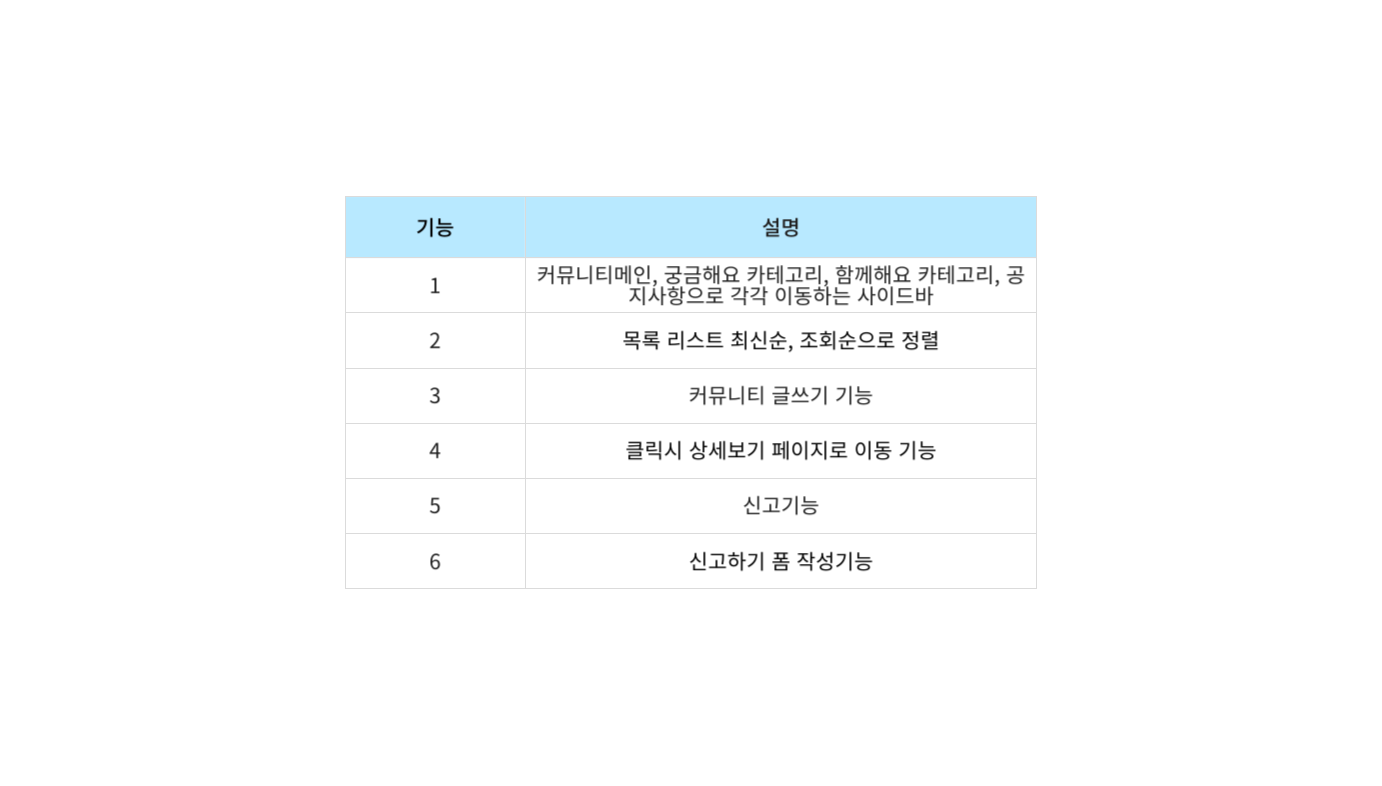 기능 설명
1 커뮤니티메인, 궁금해요 카테고리, 함께해요 카테고리, 공
지사항으로 각각 이동하는 사이드바
2 목록 리스트 최신순, 조회순으로 정렬
3 커뮤니티 글쓰기 기능
4 클릭시 상세보기 페이지로 이동 기능
5 신고기능
6 신고하기 폼 작성기능